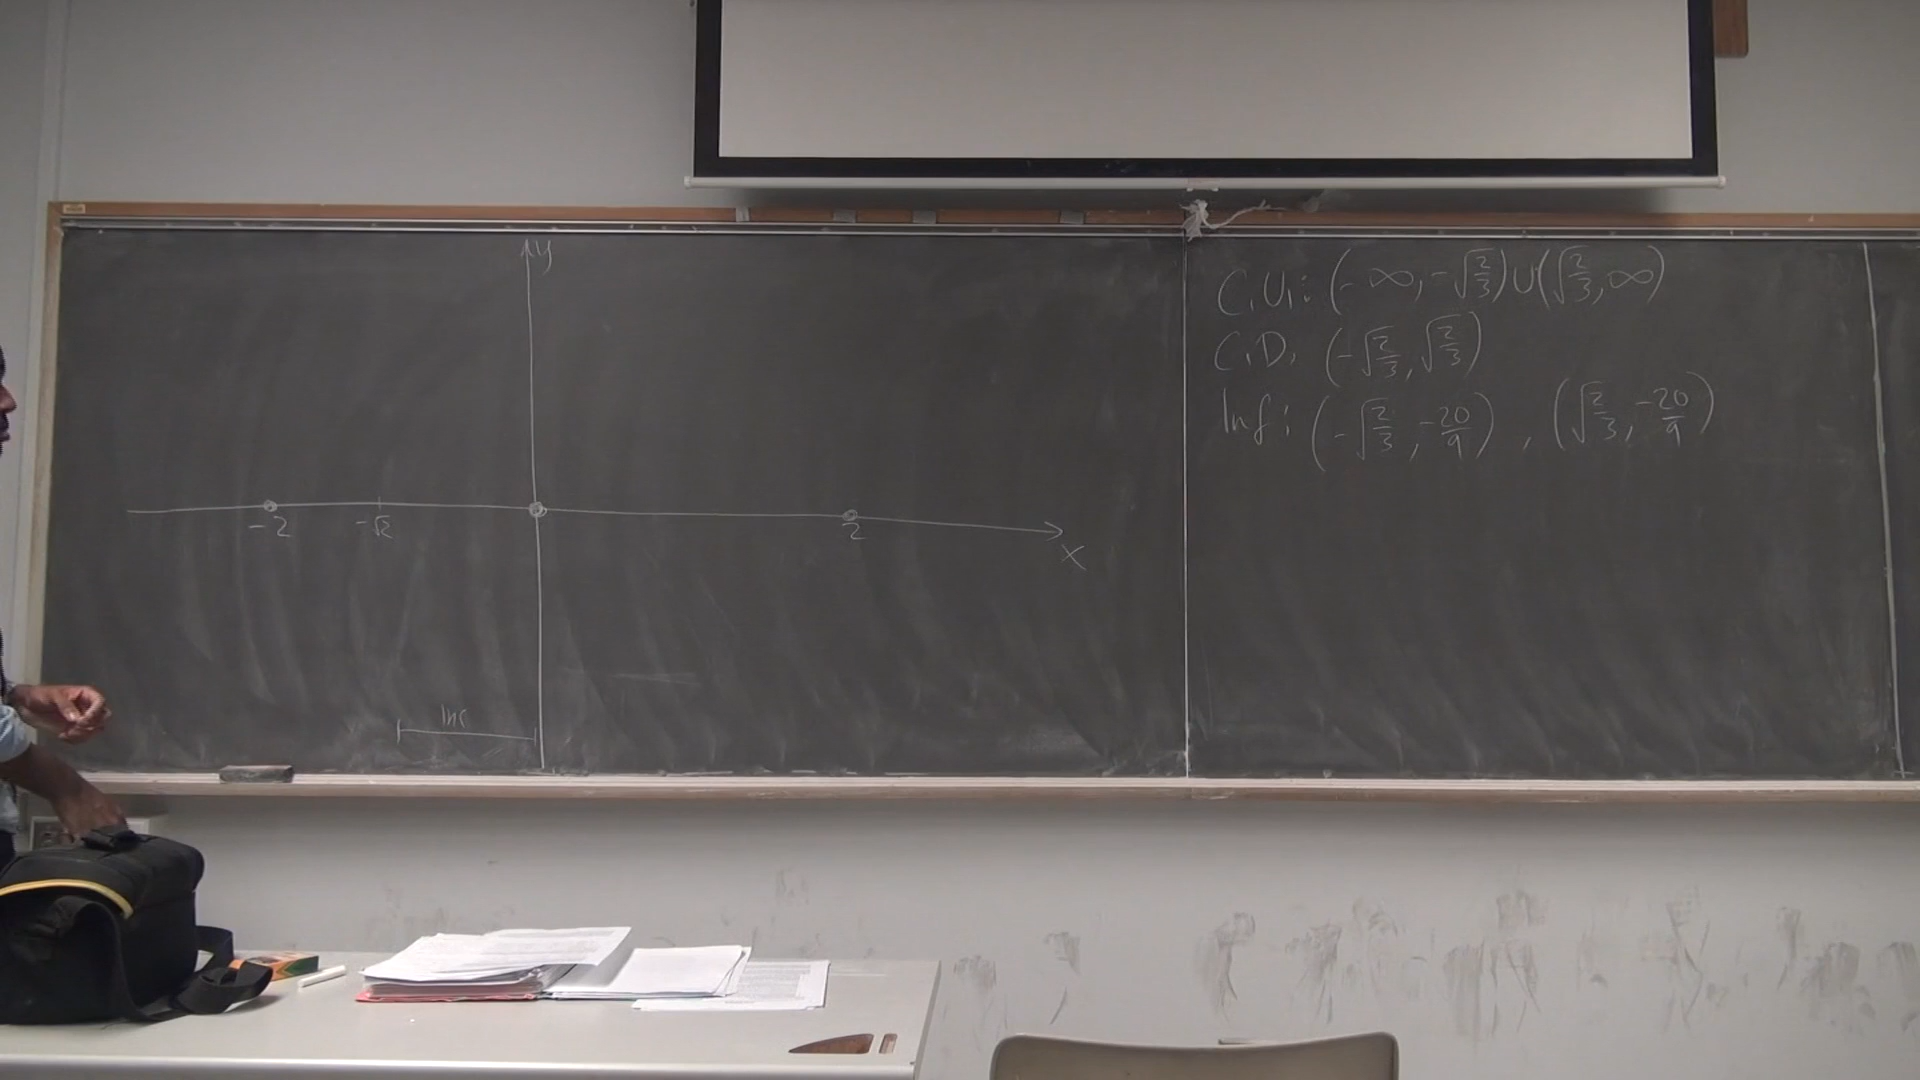 y
-2 -√2 2
x
Inc
C.U.: (-∞, -√2/3) ∪ (√2/3, ∞)
C.D. (-√2/3, √2/3)
Inf: (-√2/3, -20/9), (√2/3, -20/9)